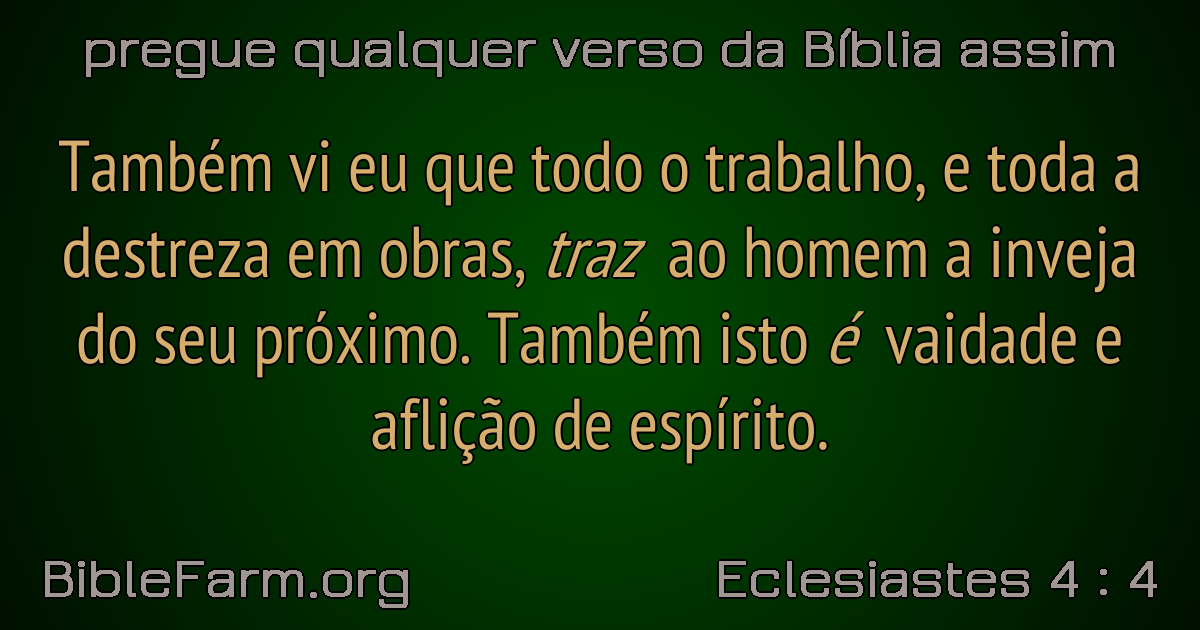 pregue qualquer verso da Bíblia assim
Também vi eu que todo o trabalho, e toda a
destreza em obras, traz ao homem a inveja
do seu próximo. Também isto é vaidade e
aflição de espírito.
BibleFarm.org
Eclesiastes 4 : 4